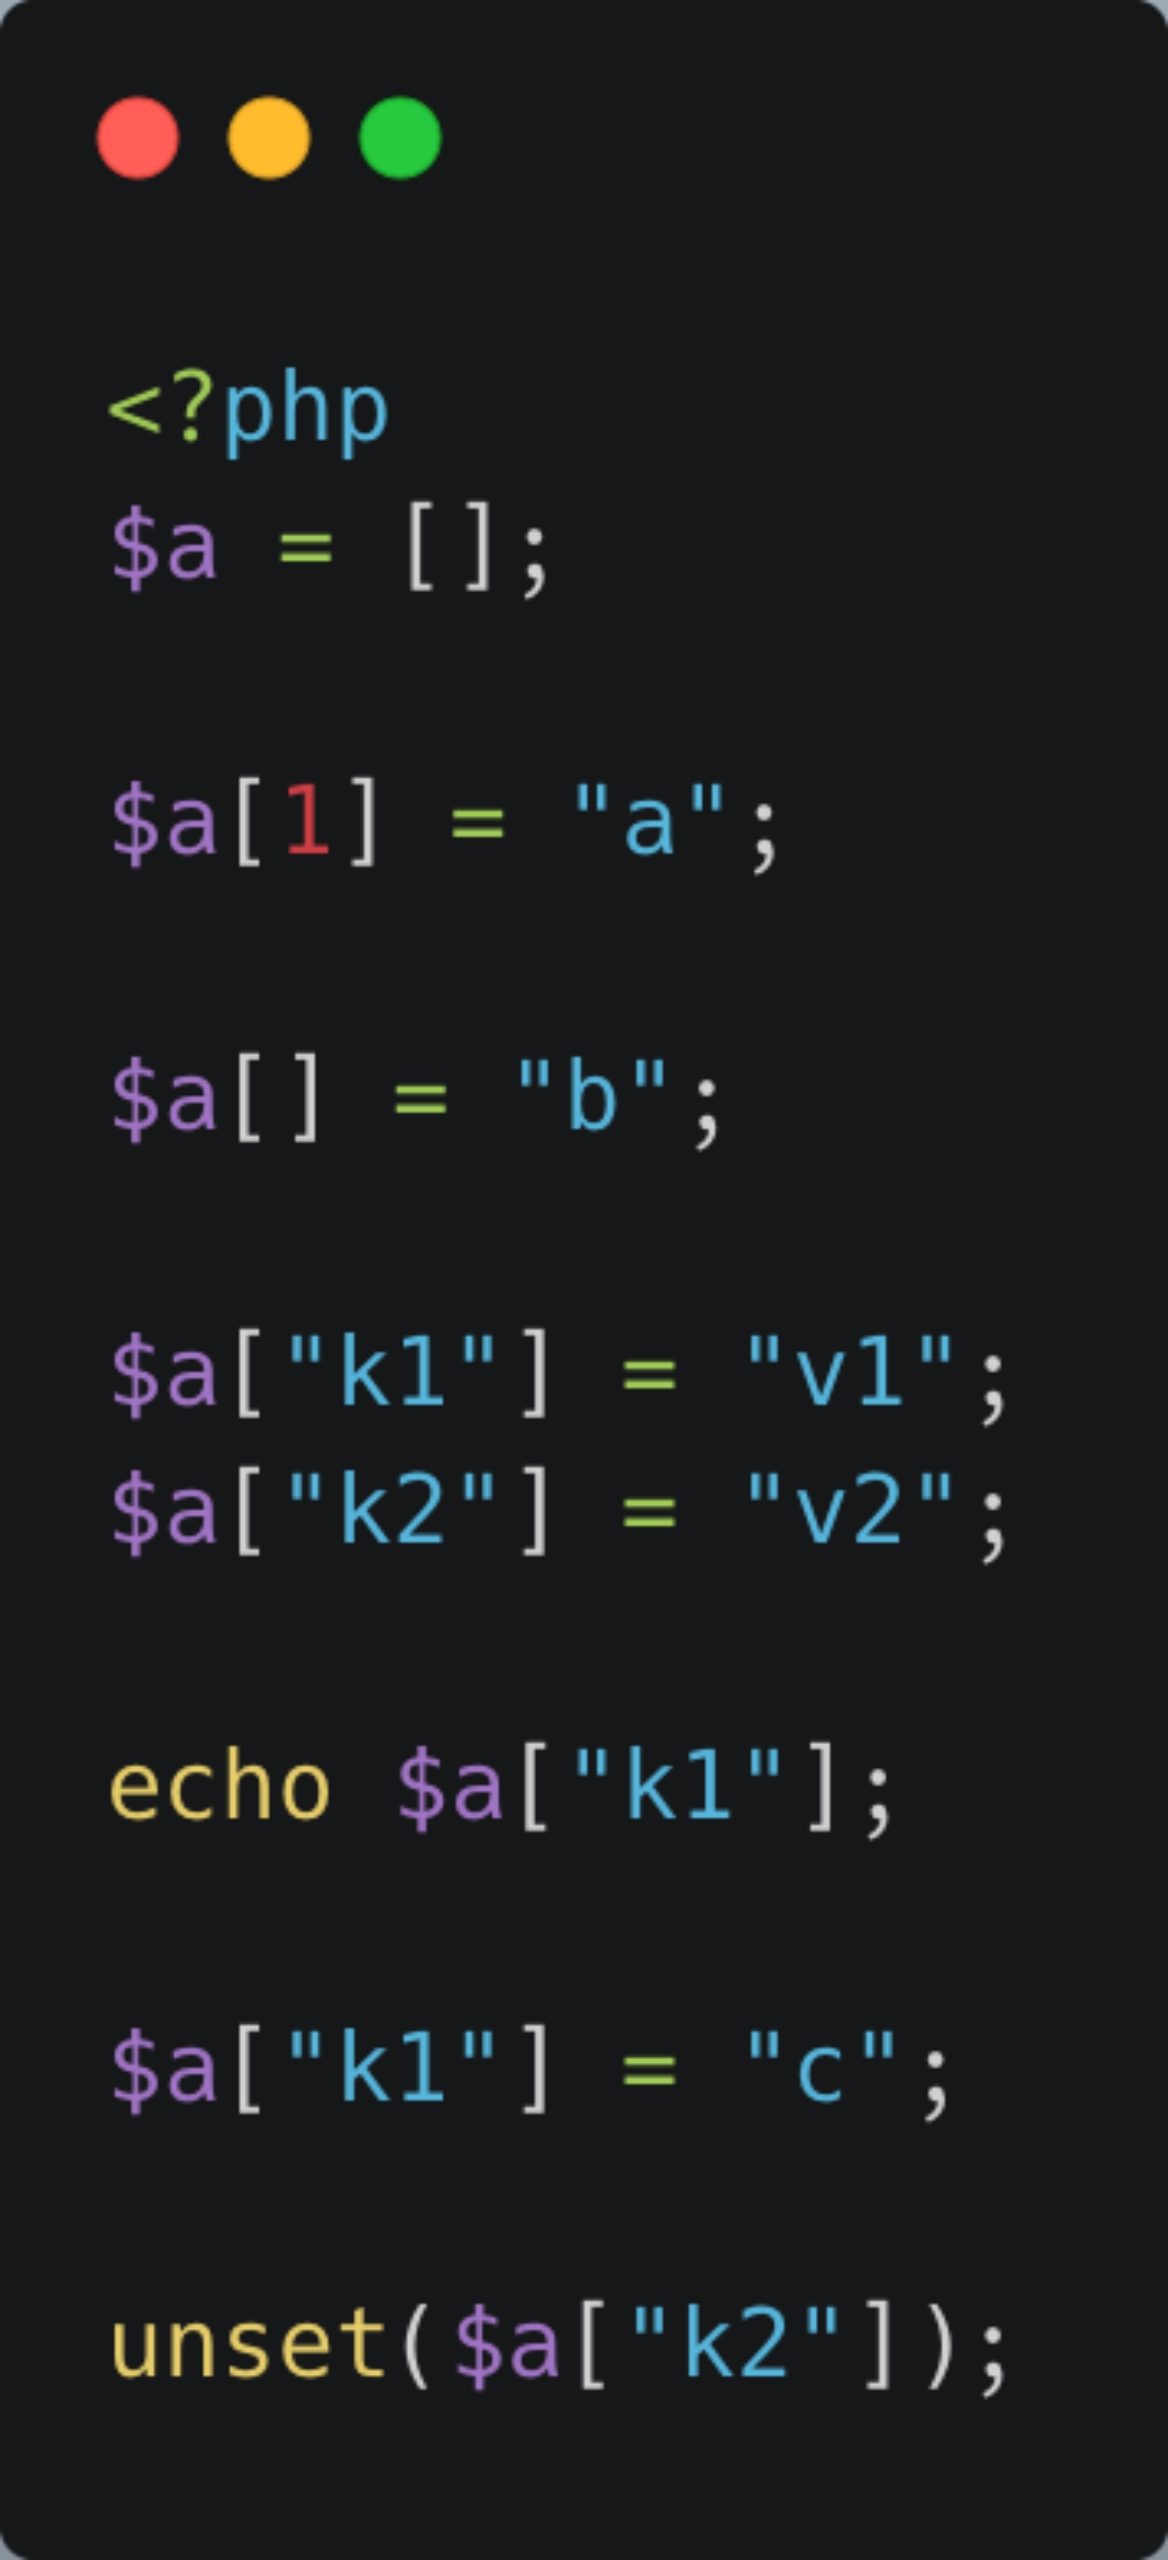 <?php
$a = [];
$a[1] = "a";
$a[] = "b";
$a["k1"] = "v1";
$a["k2"] = "v2";
echo $a["k1"];
$a["k1"] = "c";
unset($a["k2"]);